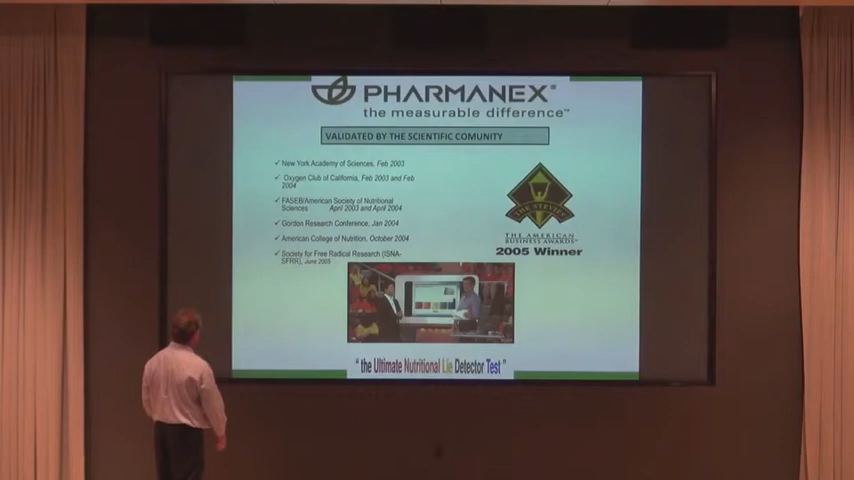 PHARMANEX®
the measurable difference™
VALIDATED BY THE SCIENTIFIC COMUNITY
✓ New York Academy of Sciences, Feb 2003
✓ Oxygen Club of California, Feb 2003 and Feb
2004
✓ FASEB/American Society of Nutritional
Sciences April 2003 and April 2004
✓ Gordon Research Conference, Jan 2004
✓ American College of Nutrition, October 2004
✓ Society for Free Radical Research (ISNA-
SFRR), June 2005
THE STEVIES
THE AMERICAN
BUSINESS AWARDS™
2005 Winner
" the Ultimate Nutritional Lie Detector Test "